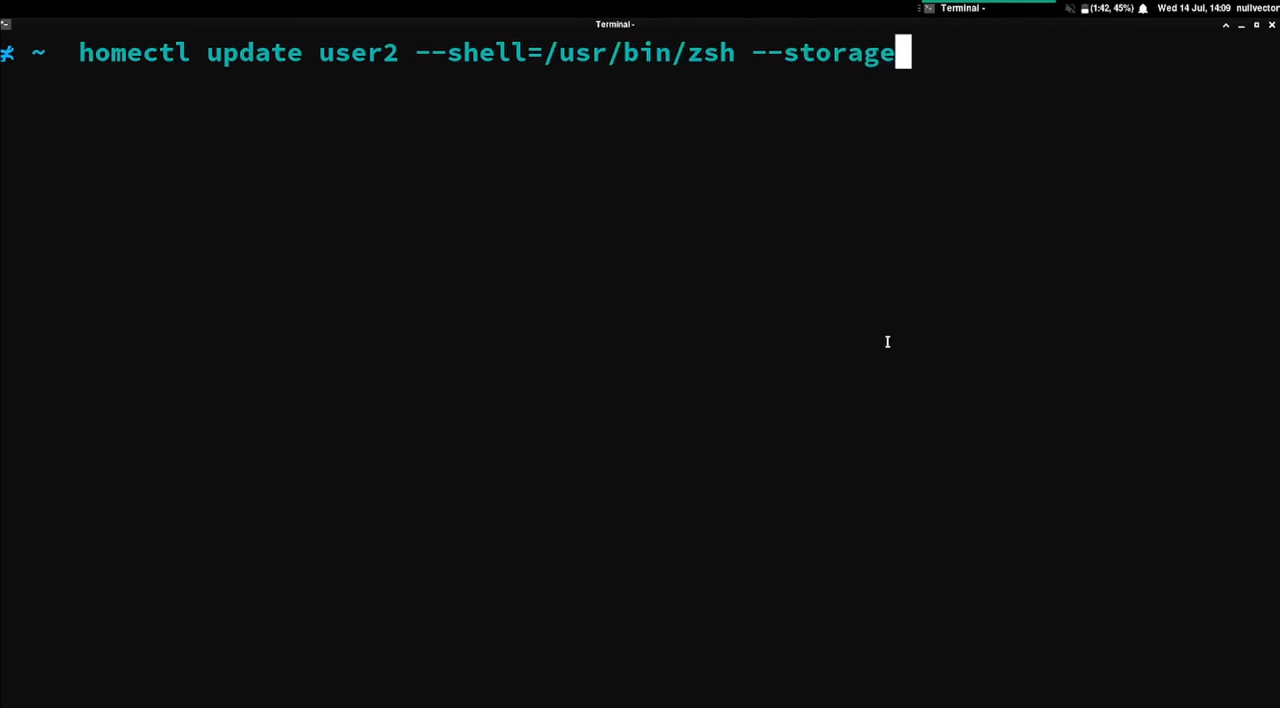 Terminal -
(1:42, 45%)
Wed 14 Jul, 14:09
nullvector
Terminal -
~ homectl update user2 --shell=/usr/bin/zsh --storage